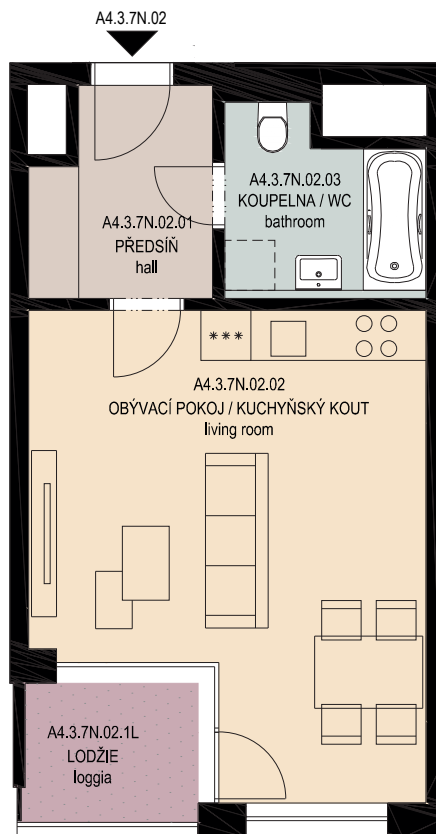 A4.3.7N.02
A4.3.7N.02.01
PŘEDSÍŇ
hall
A4.3.7N.02.03
KOUPELNA / WC
bathroom
***
A4.3.7N.02.02
OBÝVACÍ POKOJ / KUCHYŇSKÝ KOUT
living room
A4.3.7N.02.1L
LODŽIE
loggia